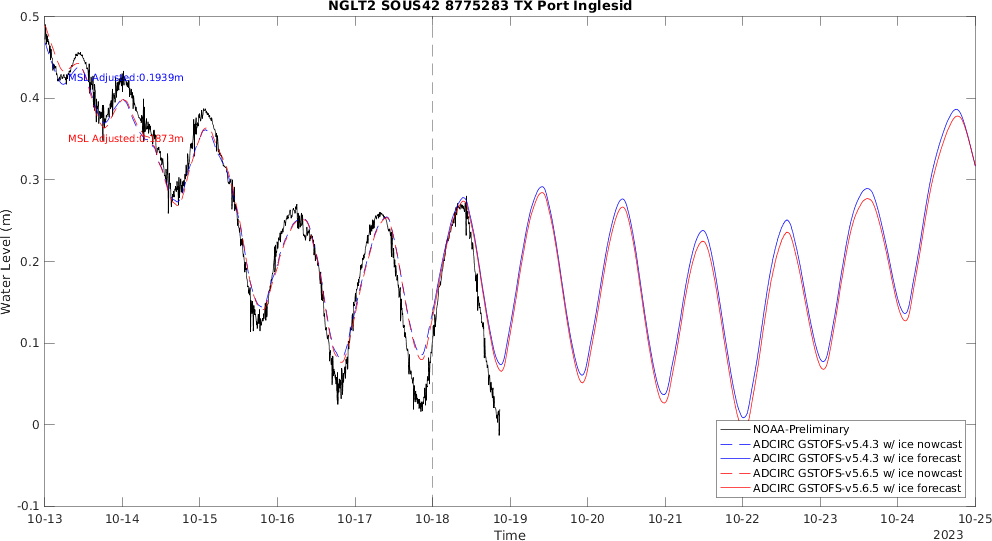 NGLT2 SOUS42 8775283 TX Port Inglesid
0.5
0.4
0.3
0.2
0.1
0
-0.1
Water Level (m)
MSL Adjusted:0.1939m
MSL Adjusted:0.1873m
NOAA-Preliminary
ADCIRC GSTOFS-v5.4.3 w/ ice nowcast
ADCIRC GSTOFS-v5.4.3 w/ ice forecast
ADCIRC GSTOFS-v5.6.5 w/ ice nowcast
ADCIRC GSTOFS-v5.6.5 w/ ice forecast
10-13 10-14 10-15 10-16 10-17 10-18 10-19 10-20 10-21 10-22 10-23 10-24 10-25
Time
2023